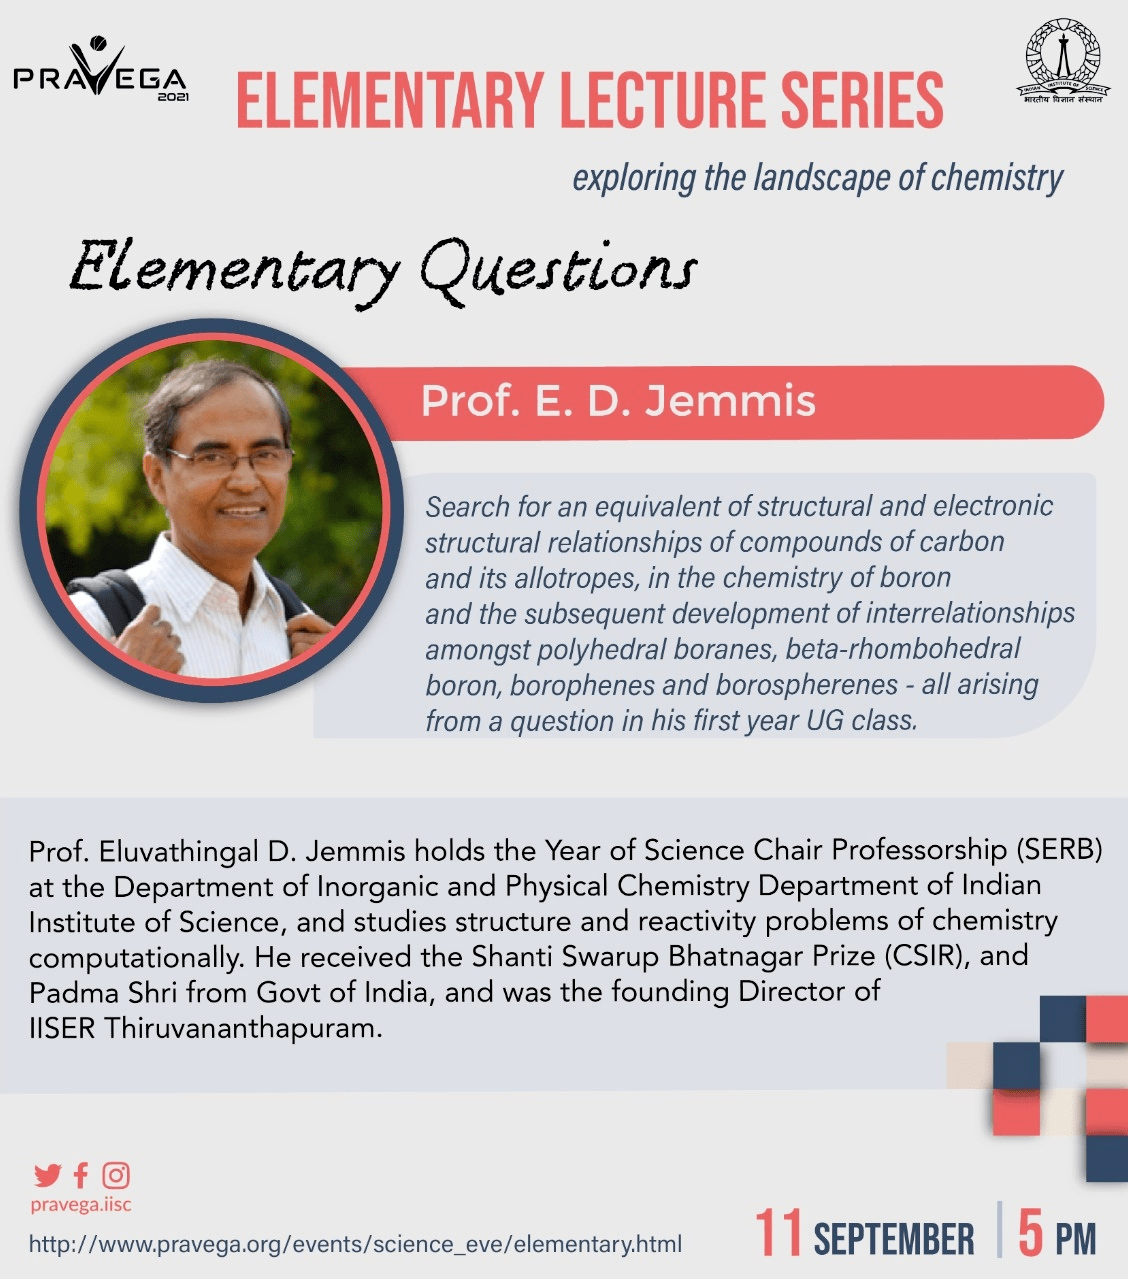 PRAVEGA
2021
ELEMENTARY LECTURE SERIES
INDIAN INSTITUTE OF SCIENCE
भारतीय विज्ञान संस्थान
exploring the landscape of chemistry
Elementary Questions
Prof. E. D. Jemmis
Search for an equivalent of structural and electronic
structural relationships of compounds of carbon
and its allotropes, in the chemistry of boron
and the subsequent development of interrelationships
amongst polyhedral boranes, beta-rhombohedral
boron, borophenes and borospherenes - all arising
from a question in his first year UG class.
Prof. Eluvathingal D. Jemmis holds the Year of Science Chair Professorship (SERB)
at the Department of Inorganic and Physical Chemistry Department of Indian
Institute of Science, and studies structure and reactivity problems of chemistry
computationally. He received the Shanti Swarup Bhatnagar Prize (CSIR), and
Padma Shri from Govt of India, and was the founding Director of
IISER Thiruvananthapuram.
pravega.iisc
http://www.pravega.org/events/science_eve/elementary.html
11 SEPTEMBER | 5 PM